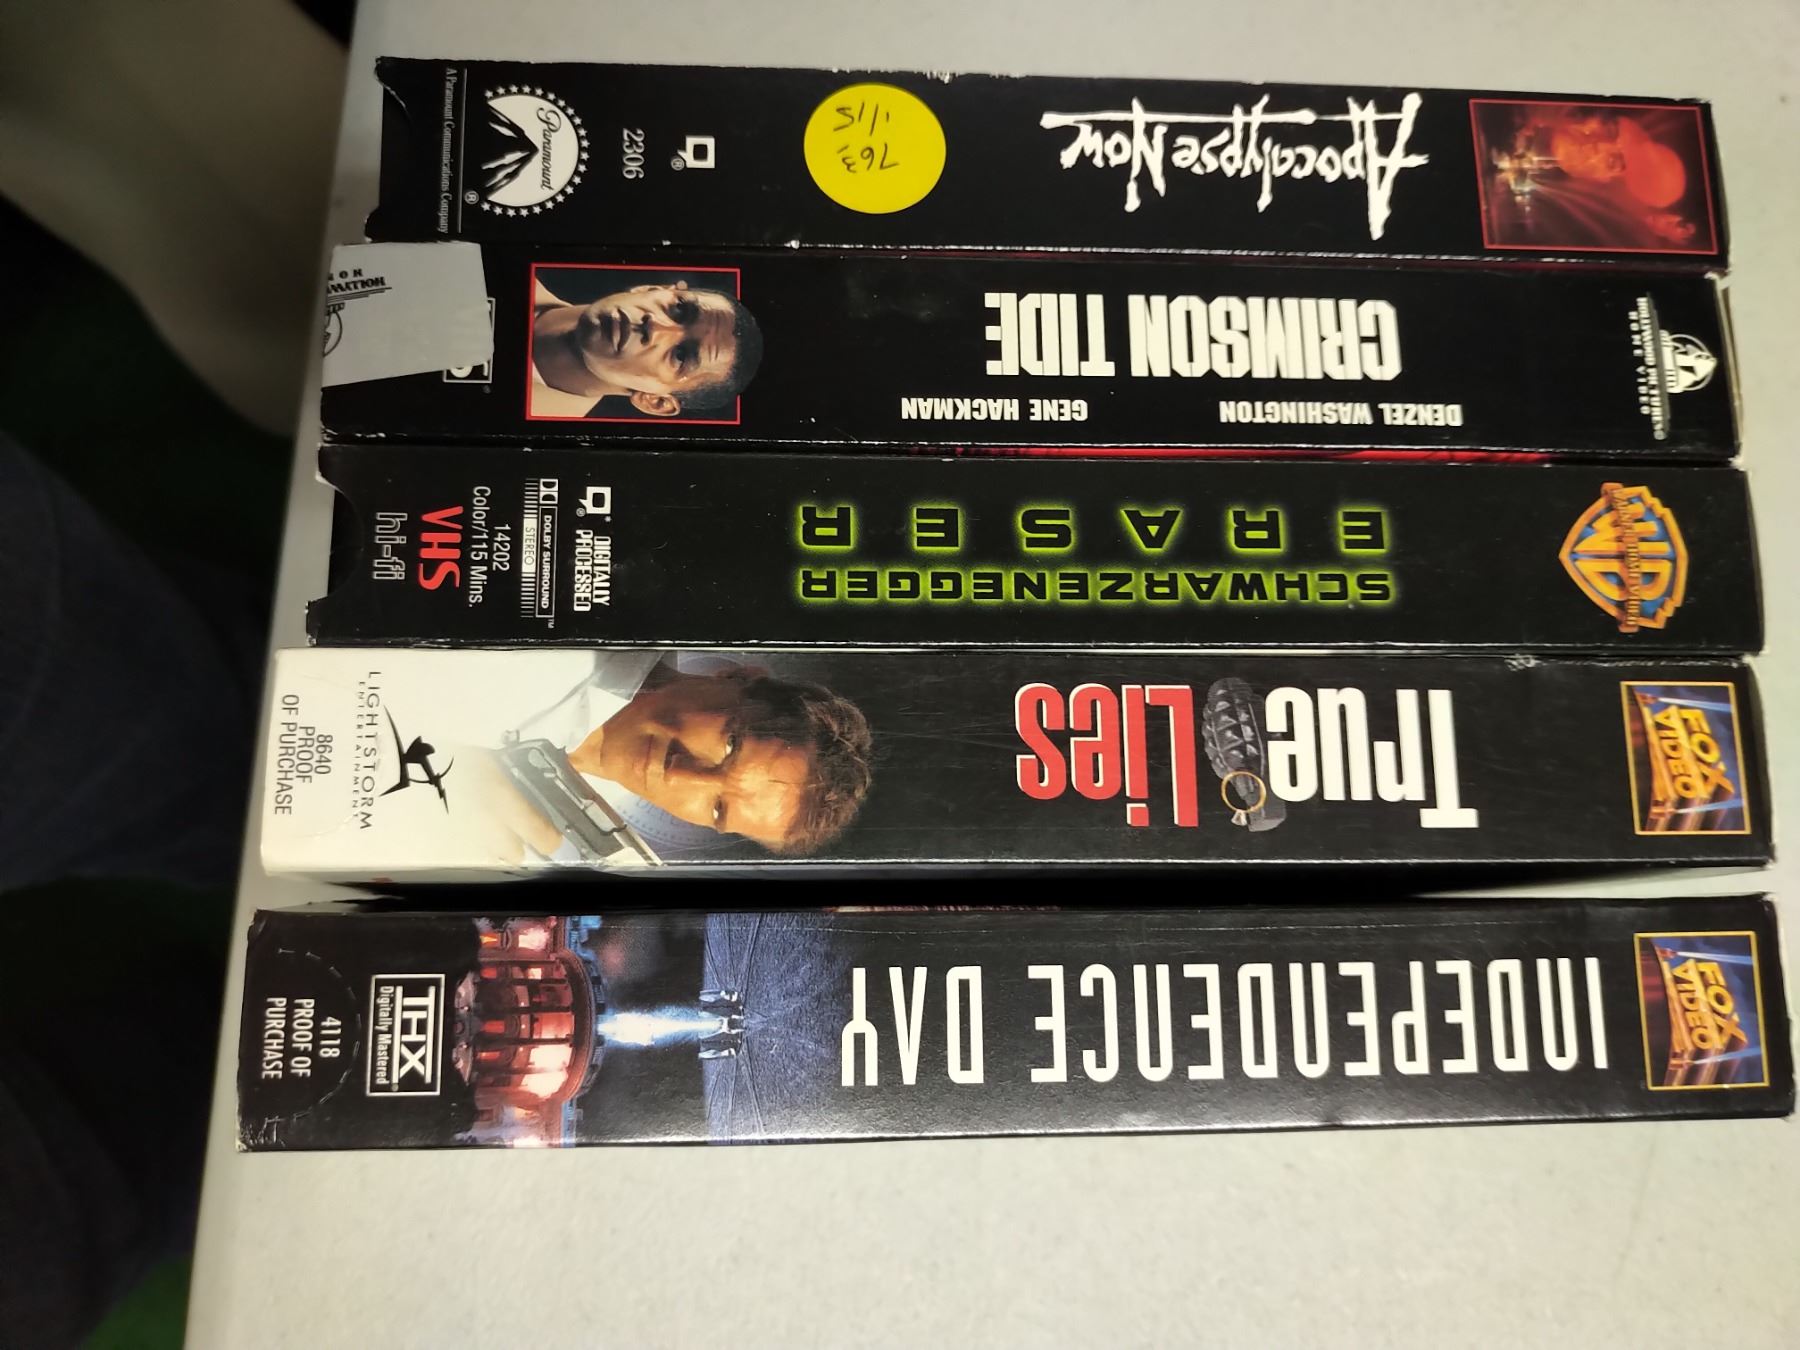 Apocalypse Now
763
1/15
2306
Paramount
®
A Paramount Communications Company
HOLLYWOOD PICTURES
HOME VIDEO
DENZEL WASHINGTON
GENE HACKMAN
CRIMSON TIDE
SCHWARZENEGGER
ERASER
DIGITALLY
PROCESSED
DOLBY SURROUND™
STEREO
14202
Color/115 Mins.
VHS
hi-fi
FOX
VIDEO
True Lies
LIGHTSTORM
ENTERTAINMENT
8640
PROOF
OF PURCHASE
FOX
VIDEO
INDEPENDENCE DAY
THX®
Digitally Mastered
4118
PROOF OF
PURCHASE